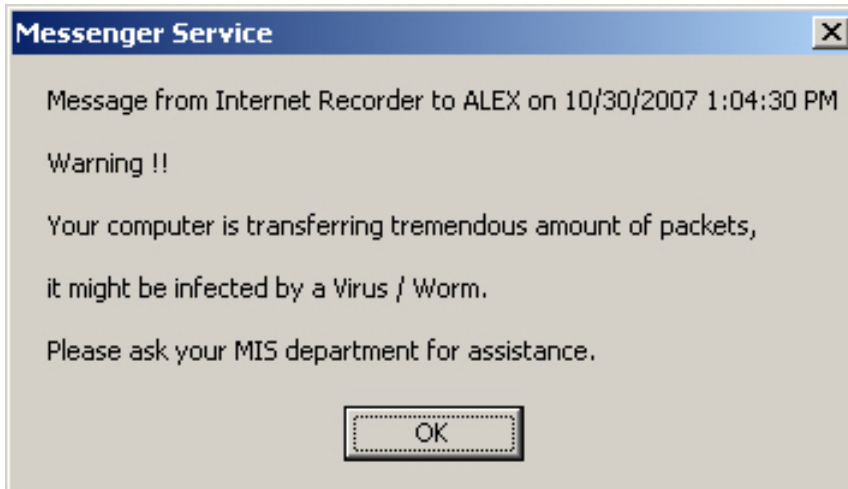 Messenger Service
Message from Internet Recorder to ALEX on 10/30/2007 1:04:30 PM
Warning !!
Your computer is transferring tremendous amount of packets,
it might be infected by a Virus / Worm.
Please ask your MIS department for assistance.
OK